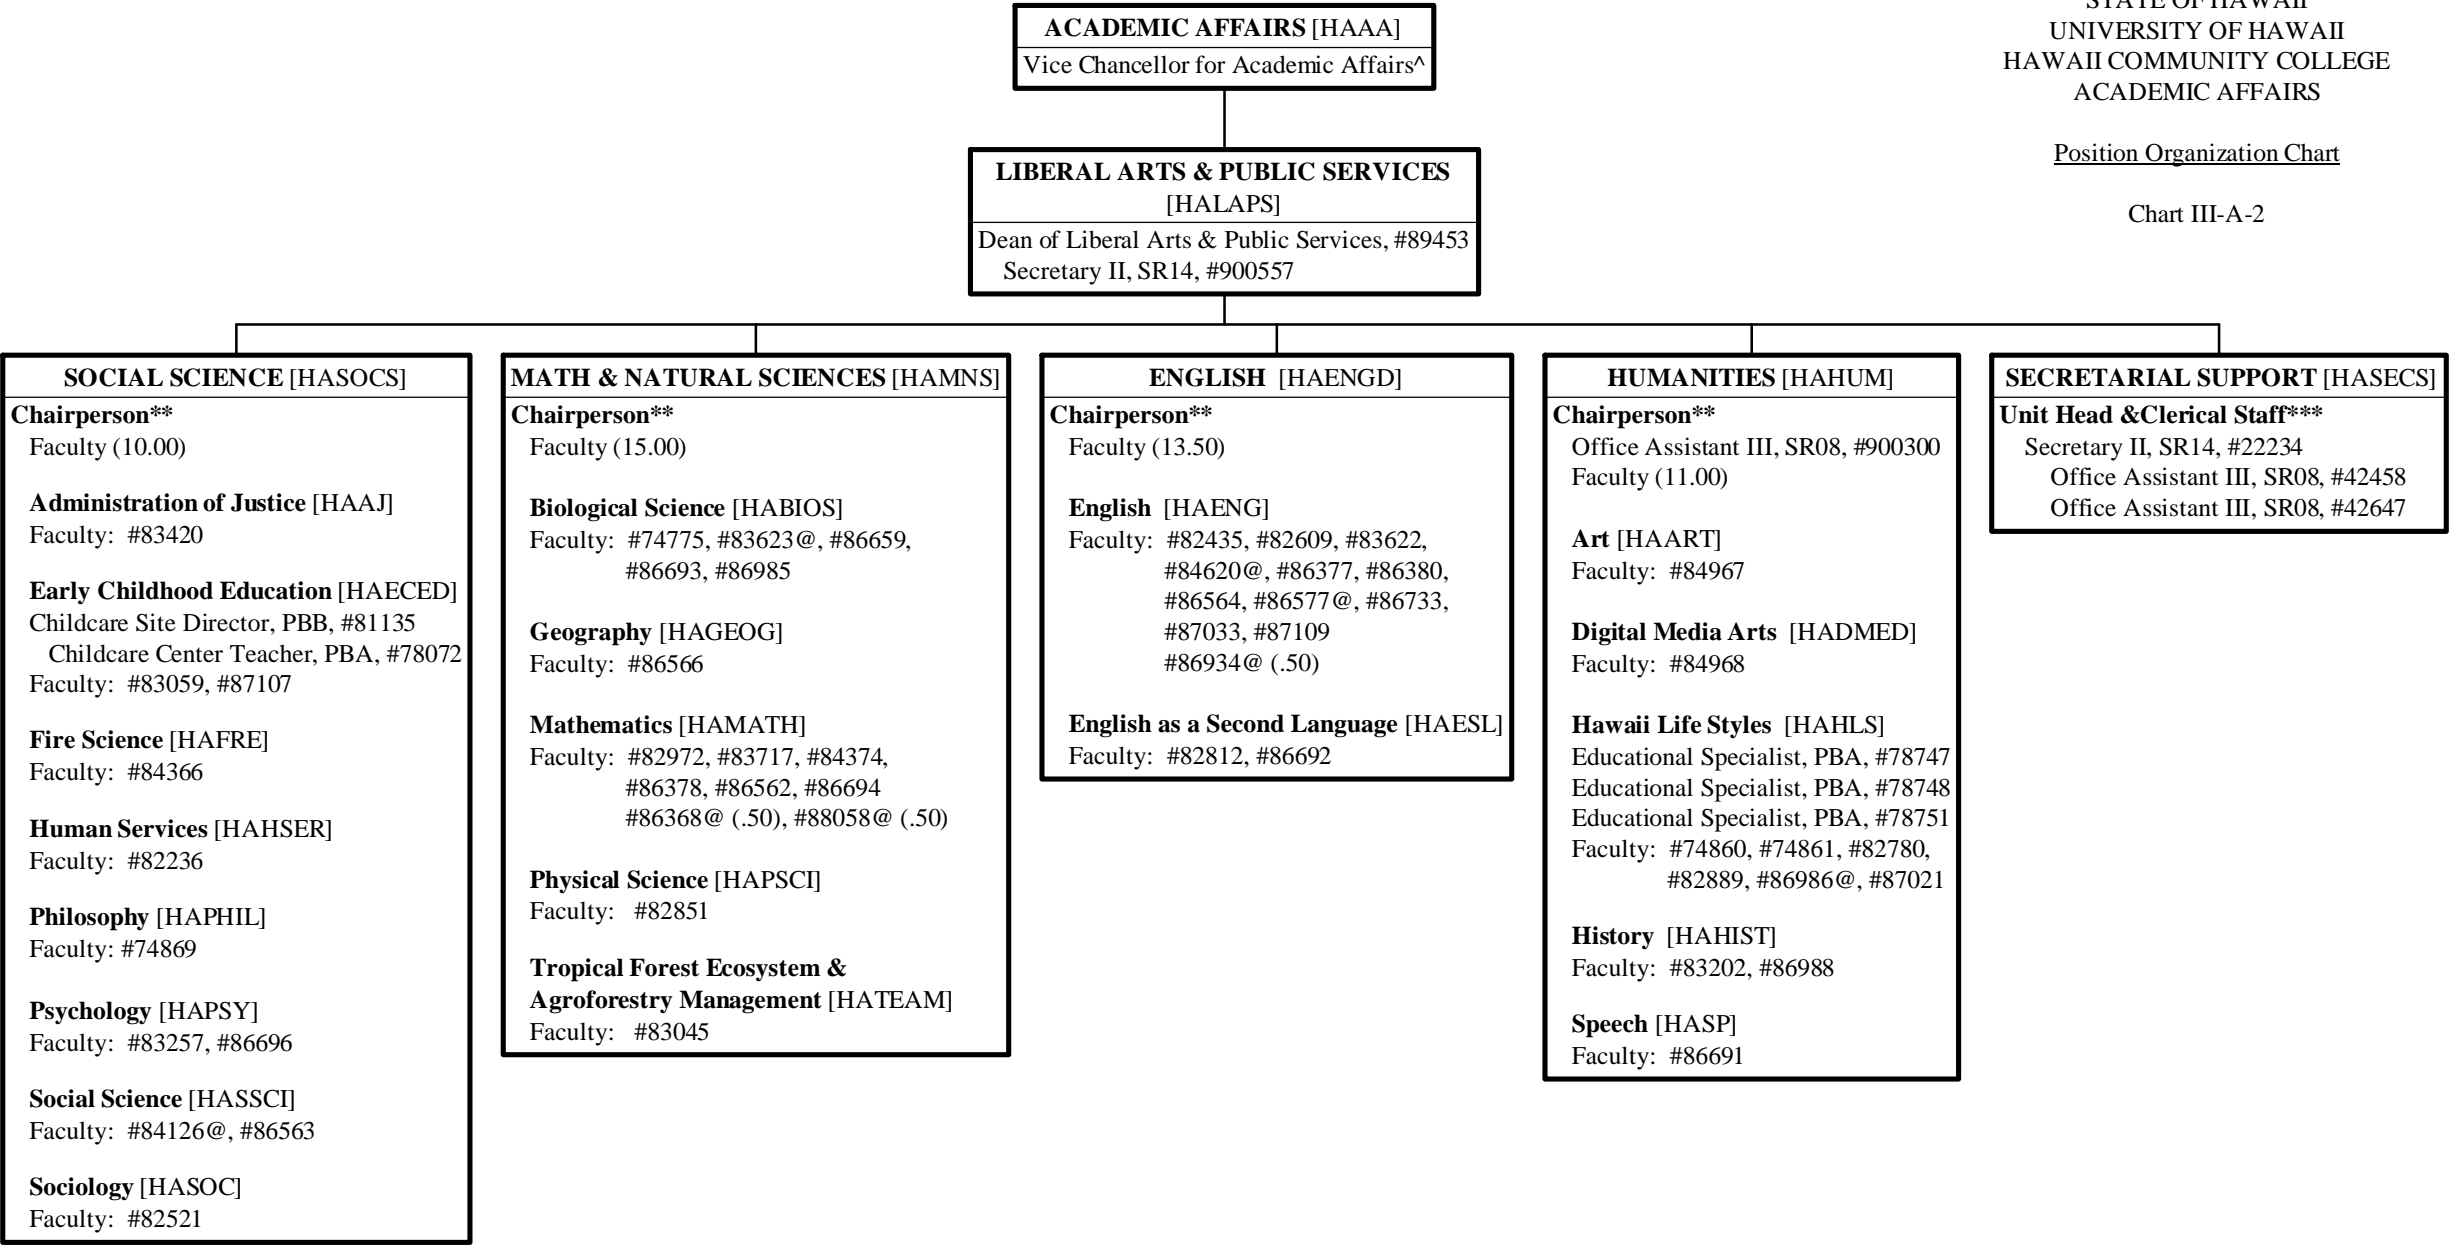 STATE OF HAWAII
UNIVERSITY OF HAWAII
HAWAII COMMUNITY COLLEGE
ACADEMIC AFFAIRS
Position Organization Chart
Chart III-A-2
ACADEMIC AFFAIRS [HAAA]
Vice Chancellor for Academic Affairs^
LIBERAL ARTS & PUBLIC SERVICES
[HALAPS]
Dean of Liberal Arts & Public Services, #89453
Secretary II, SR14, #900557
SOCIAL SCIENCE [HASOCS]
Chairperson**
Faculty (10.00)
Administration of Justice [HAAJ]
Faculty: #83420
Early Childhood Education [HAECED]
Childcare Site Director, PBB, #81135
Childcare Center Teacher, PBA, #78072
Faculty: #83059, #87107
Fire Science [HAFRE]
Faculty: #84366
Human Services [HAHSER]
Faculty: #82236
Philosophy [HAPHIL]
Faculty: #74869
Psychology [HAPSY]
Faculty: #83257, #86696
Social Science [HASSCI]
Faculty: #84126@, #86563
Sociology [HASOC]
Faculty: #82521
MATH & NATURAL SCIENCES [HAMNS]
Chairperson**
Faculty (15.00)
Biological Science [HABIOS]
Faculty: #74775, #83623@, #86659,
#86693, #86985
Geography [HAGEOG]
Faculty: #86566
Mathematics [HAMATH]
Faculty: #82972, #83717, #84374,
#86378, #86562, #86694
#86368@ (.50), #88058@ (.50)
Physical Science [HAPSCI]
Faculty: #82851
Tropical Forest Ecosystem &
Agroforestry Management [HATEAM]
Faculty: #83045
ENGLISH [HAENGD]
Chairperson**
Faculty (13.50)
English [HAENG]
Faculty: #82435, #82609, #83622,
#84620@, #86377, #86380,
#86564, #86577@, #86733,
#87033, #87109
#86934@ (.50)
English as a Second Language [HAESL]
Faculty: #82812, #86692
HUMANITIES [HAHUM]
Chairperson**
Office Assistant III, SR08, #900300
Faculty (11.00)
Art [HAART]
Faculty: #84967
Digital Media Arts [HADMED]
Faculty: #84968
Hawaii Life Styles [HAHLS]
Educational Specialist, PBA, #78747
Educational Specialist, PBA, #78748
Educational Specialist, PBA, #78751
Faculty: #74860, #74861, #82780,
#82889, #86986@, #87021
History [HAHIST]
Faculty: #83202, #86988
Speech [HASP]
Faculty: #86691
SECRETARIAL SUPPORT [HASECS]
Unit Head &Clerical Staff***
Secretary II, SR14, #22234
Office Assistant III, SR08, #42458
Office Assistant III, SR08, #42647